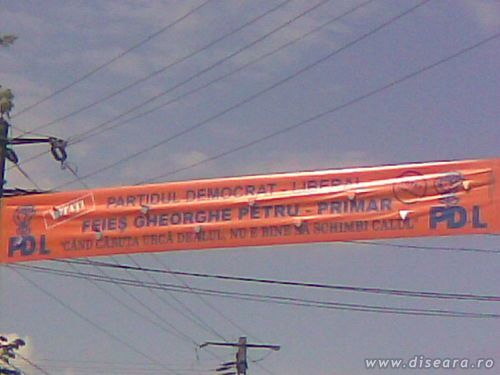 PARTIDUL DEMOCRAT - LIBERAL
FEIEȘ GHEORGHE PETRU - PRIMAR
"CÂND CĂRUȚA URCĂ DEALUL, NU E BINE SĂ SCHIMBI CALUL"
PDL
PDL
www.diseara.ro